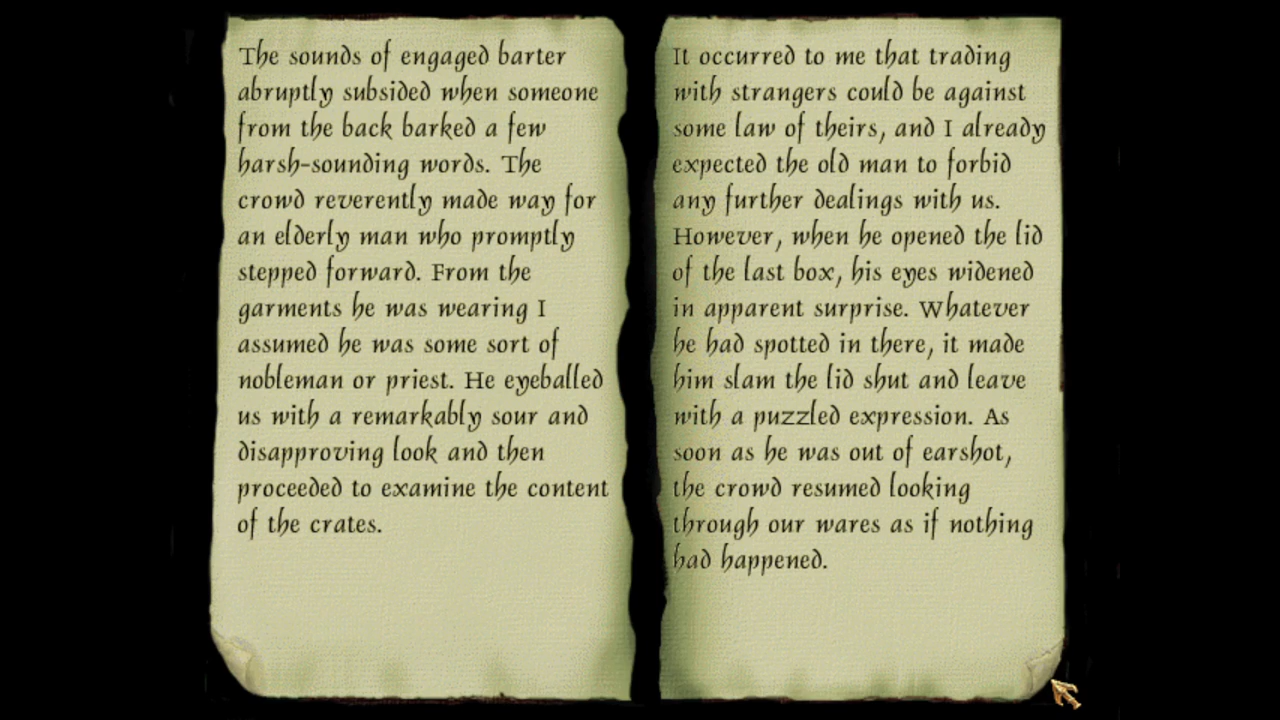 The sounds of engaged barter
abruptly subsided when someone
from the back barked a few
harsh-sounding words. The
crowd reverently made way for
an elderly man who promptly
stepped forward. From the
garments he was wearing I
assumed he was some sort of
nobleman or priest. He eyeballed
us with a remarkably sour and
disapproving look and then
proceeded to examine the content
of the crates.
It occurred to me that trading
with strangers could be against
some law of theirs, and I already
expected the old man to forbid
any further dealings with us.
However, when he opened the lid
of the last box, his eyes widened
in apparent surprise. Whatever
he had spotted in there, it made
him slam the lid shut and leave
with a puzzled expression. As
soon as he was out of earshot,
the crowd resumed looking
through our wares as if nothing
had happened.